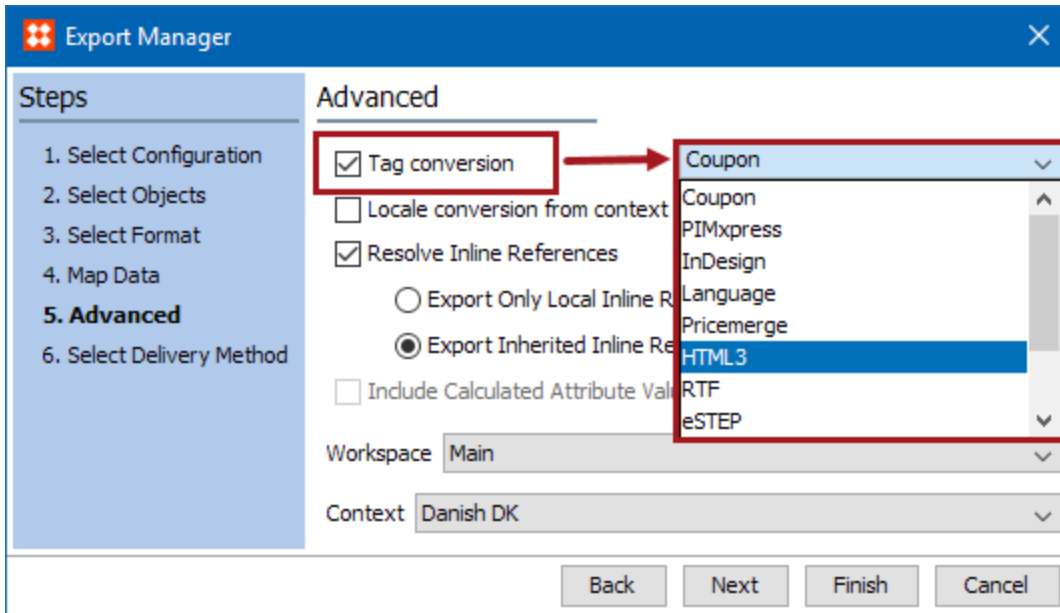 Export Manager
Steps
1. Select Configuration
2. Select Objects
3. Select Format
4. Map Data
5. Advanced
6. Select Delivery Method
Advanced
Tag conversion
Coupon
Locale conversion from context
Resolve Inline References
Export Only Local Inline R
Export Inherited Inline Re
Include Calculated Attribute Val
Coupon
PIMxpress
InDesign
Language
Pricemerge
HTML3
RTF
eSTEP
Workspace Main
Context Danish DK
Back Next Finish Cancel